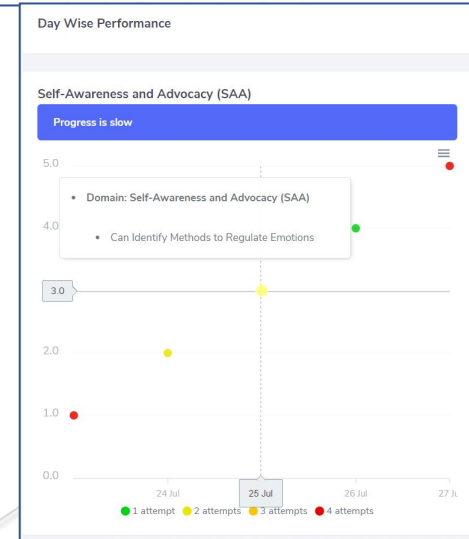 Day Wise Performance
Self-Awareness and Advocacy (SAA)
Progress is slow
5.0
Domain: Self-Awareness and Advocacy (SAA)
4.0
Can Identify Methods to Regulate Emotions
3.0
2.0
1.0
0.0
24 Jul
25 Jul
26 Jul
1 attempt
2 attempts
3 attempts
4 attempts